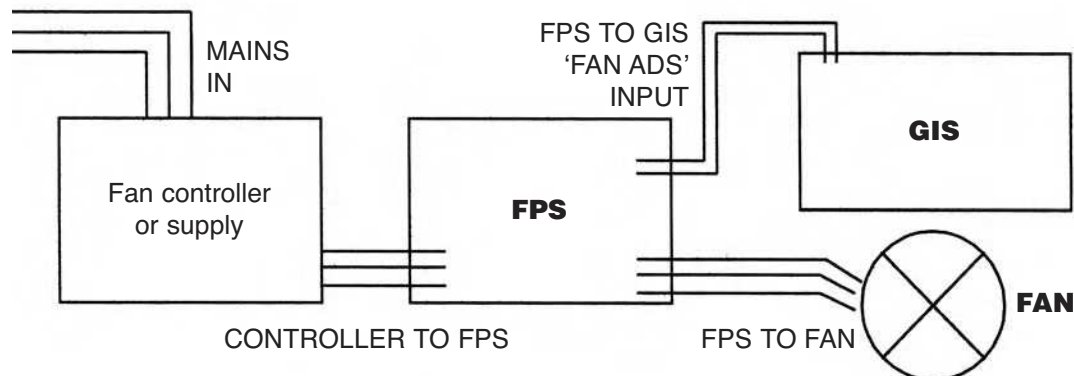 MAINS
IN
FPS TO GIS
‘FAN ADS’
INPUT
GIS
Fan controller
or supply
FPS
FAN
CONTROLLER TO FPS
FPS TO FAN